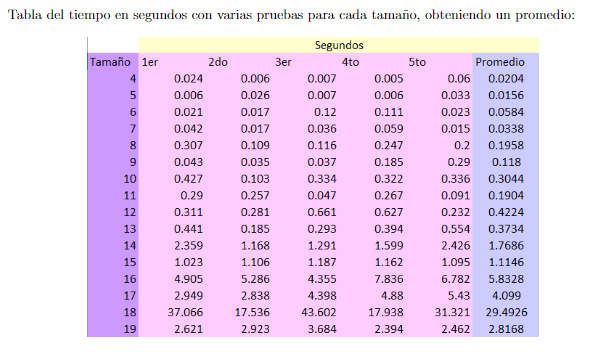 Tabla del tiempo en segundos con varias pruebas para cada tamaño, obteniendo un promedio:
Segundos
Tamaño 1er 2do 3er 4to 5to Promedio
4 0.024 0.006 0.007 0.005 0.06 0.0204
5 0.006 0.026 0.007 0.006 0.033 0.0156
6 0.021 0.017 0.12 0.111 0.023 0.0584
7 0.042 0.017 0.036 0.059 0.015 0.0338
8 0.307 0.109 0.116 0.247 0.2 0.1958
9 0.043 0.035 0.037 0.185 0.29 0.118
10 0.427 0.103 0.334 0.322 0.336 0.3044
11 0.29 0.257 0.047 0.267 0.091 0.1904
12 0.311 0.281 0.661 0.627 0.232 0.4224
13 0.441 0.185 0.293 0.394 0.554 0.3734
14 2.359 1.168 1.291 1.599 2.426 1.7686
15 1.023 1.106 1.187 1.162 1.095 1.1146
16 4.905 5.286 4.355 7.836 6.782 5.8328
17 2.949 2.838 4.398 4.88 5.43 4.099
18 37.066 17.536 43.602 17.938 31.321 29.4926
19 2.621 2.923 3.684 2.394 2.462 2.8168